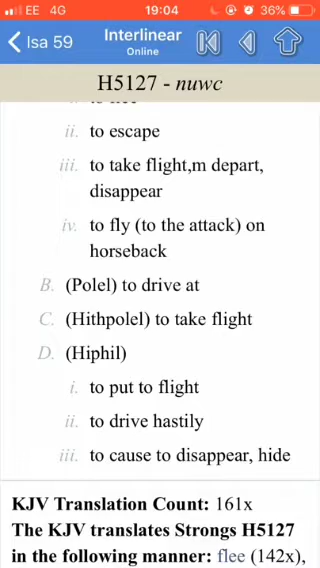 EE 4G 19:04 36%
Isa 59 Interlinear
Online
H5127 - nuwc
ii. to escape
iii. to take flight,m depart,
disappear
iv. to fly (to the attack) on
horseback
B. (Polel) to drive at
C. (Hithpolel) to take flight
D. (Hiphil)
i. to put to flight
ii. to drive hastily
iii. to cause to disappear, hide
KJV Translation Count: 161x
The KJV translates Strongs H5127
in the following manner: flee (142x),